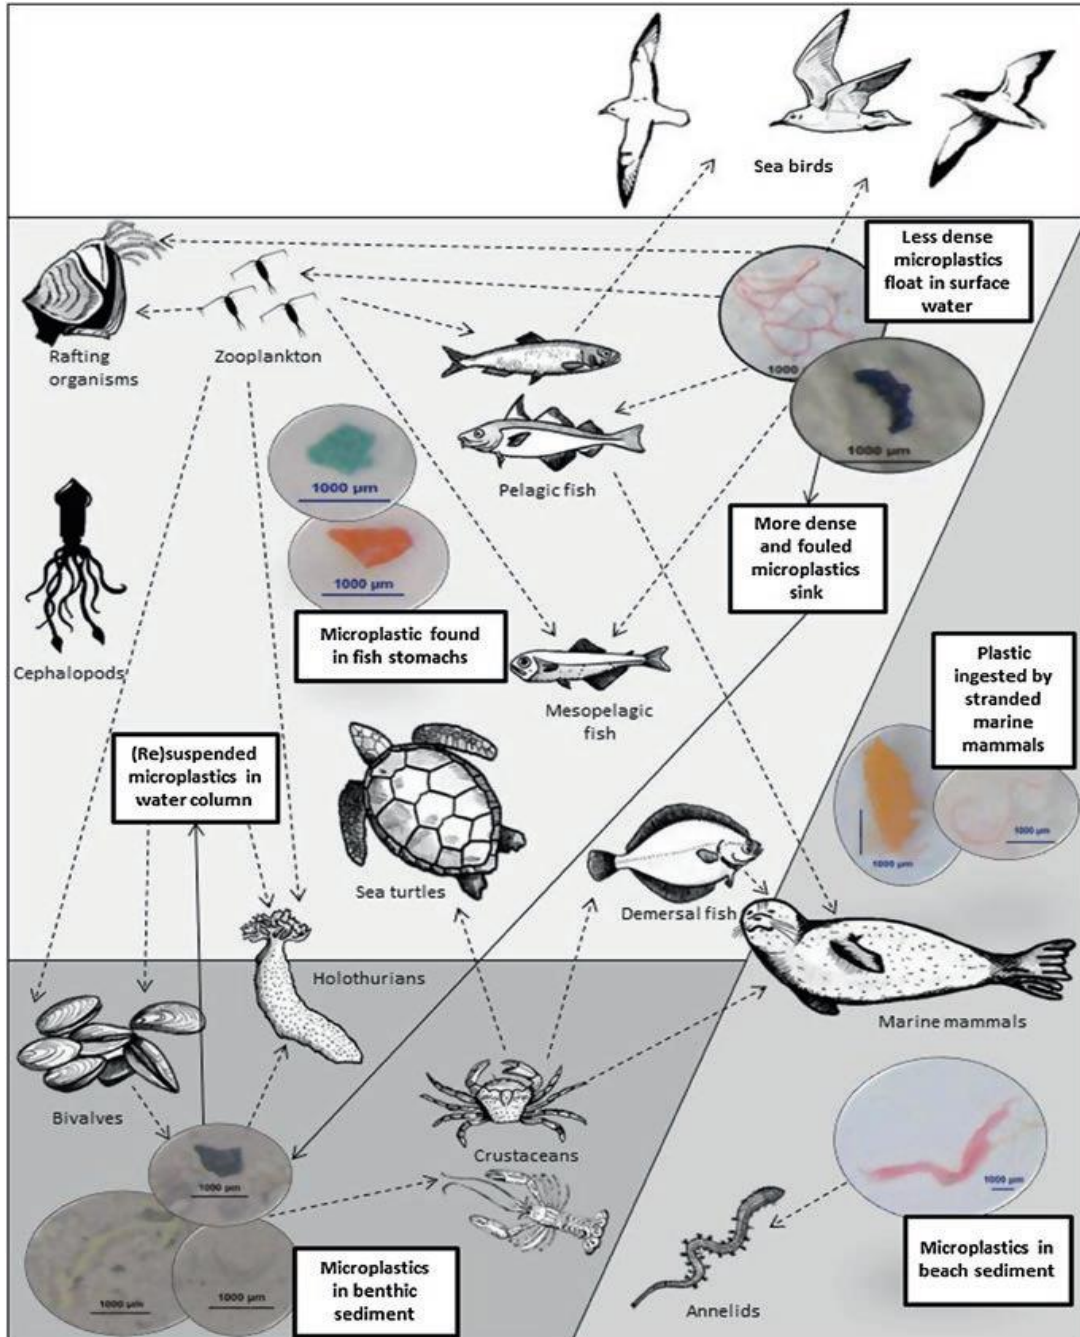 Sea birds
Less dense
microplastics
float in surface
water
Rafting
organisms
Zooplankton
1000
1000 µm
1000 µm
Pelagic fish
1000 µm
More dense
and fouled
microplastics
sink
Microplastic found
in fish stomachs
Cephalopods
Mesopelagic
fish
Plastic
ingested by
stranded
marine
mammals
(Re)suspended
microplastics in
water column
1000 µm
1000 µm
Sea turtles
Demersal fish
Holothurians
Marine mammals
Bivalves
Crustaceans
1000 µm
1000 µm
1000 µm
1000 µm
Microplastics
in benthic
sediment
Annelids
Microplastics in
beach sediment